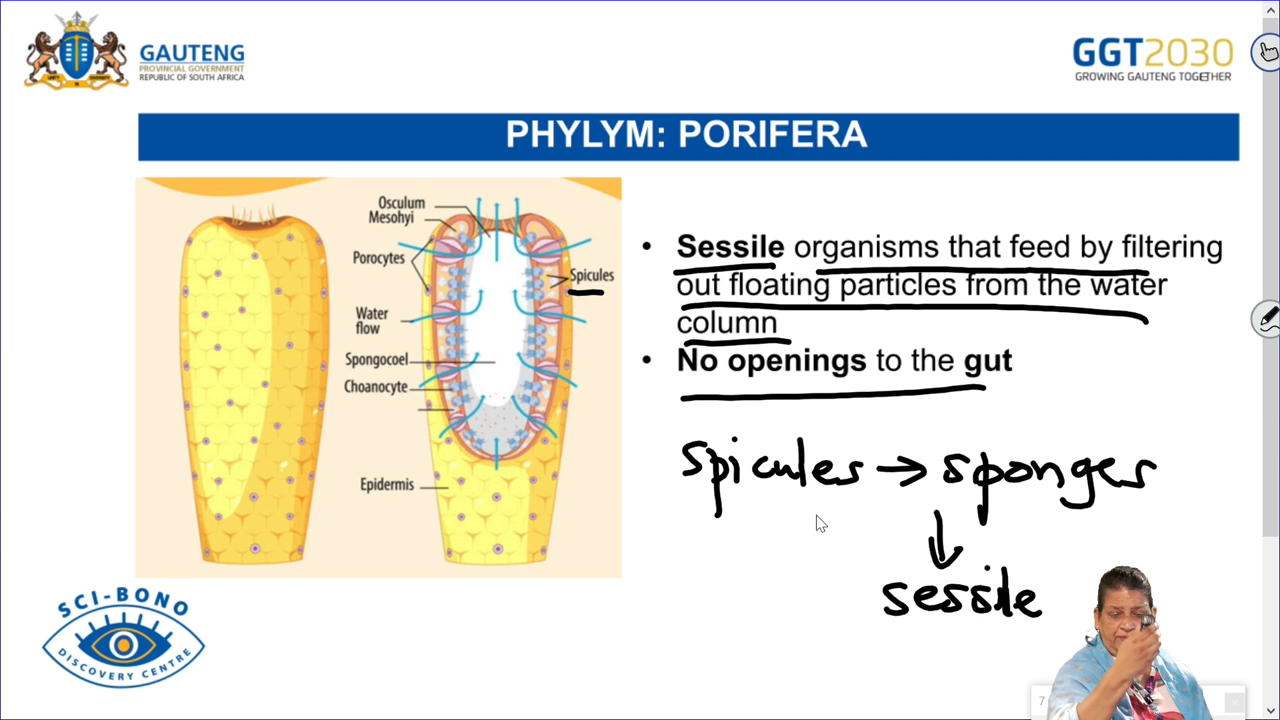 GAUTENG
PROVINCIAL GOVERNMENT
REPUBLIC OF SOUTH AFRICA
GGT2030
GROWING GAUTENG TOGETHER
PHYLYM: PORIFERA
Osculum
Mesohyi
Porocytes
Spicules
Water
flow
Spongocoel
Choanocyte
Epidermis
• Sessile organisms that feed by filtering
out floating particles from the water
column
• No openings to the gut
spicules → sponges
↓
sessile
SCI-BONO
DISCOVERY CENTRE
7